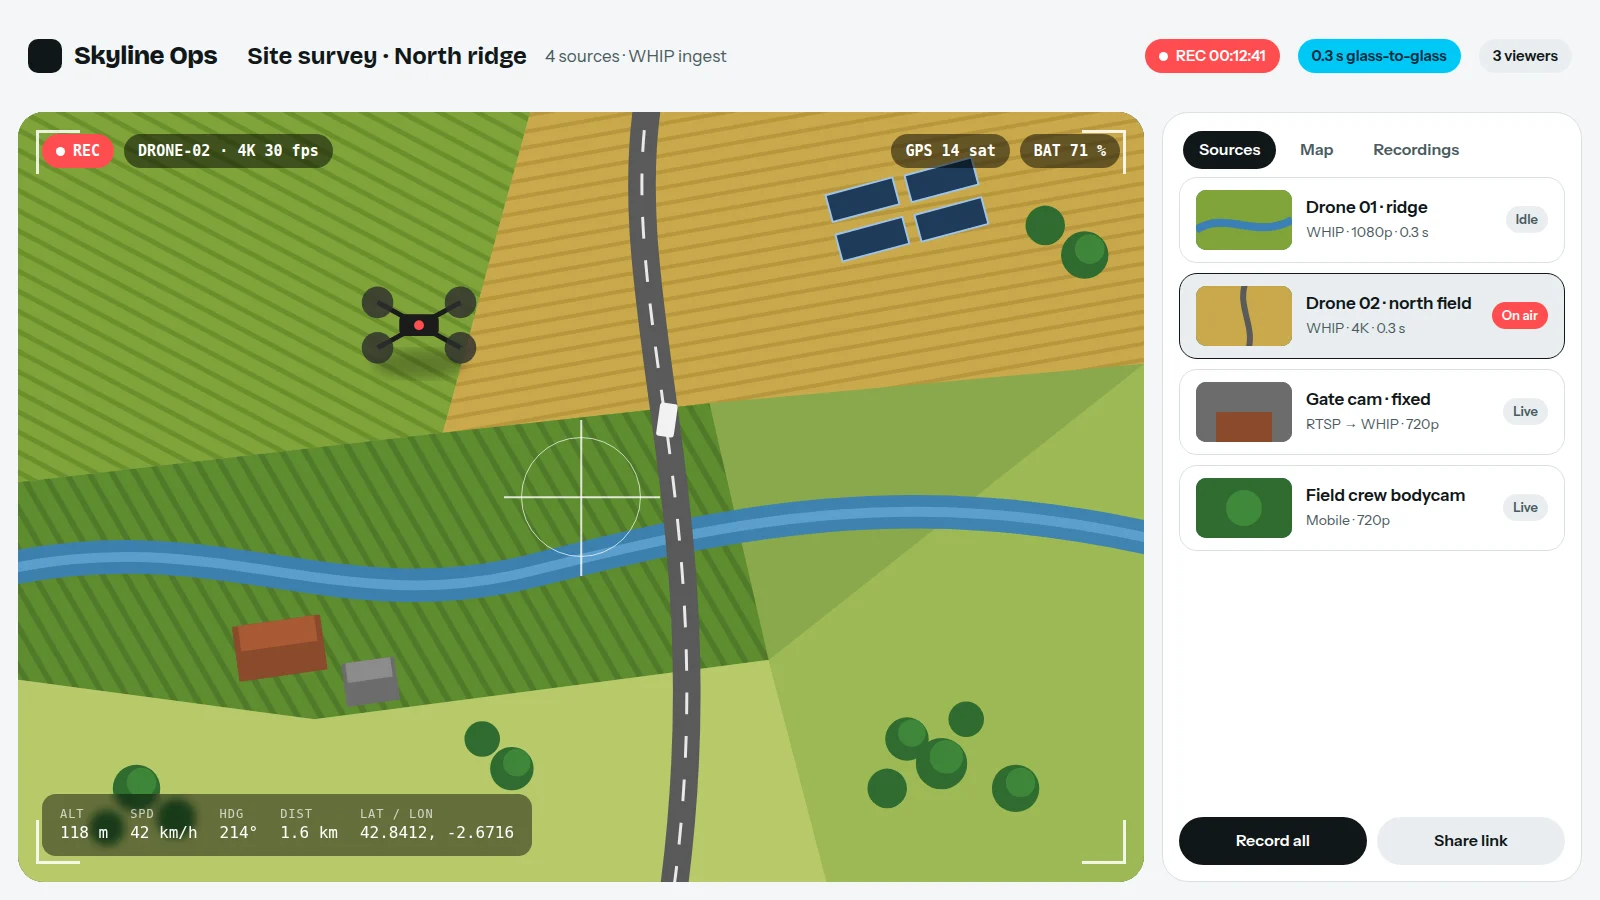 Skyline Ops
Site survey · North ridge
4 sources · WHIP ingest
REC 00:12:41
0.3 s glass-to-glass
3 viewers
REC
DRONE-02 · 4K 30 fps
GPS 14 sat
BAT 71 %
ALT
118 m
SPD
42 km/h
HDG
214°
DIST
1.6 km
LAT / LON
42.8412, -2.6716
Sources
Map
Recordings
Drone 01 · ridge
WHIP · 1080p · 0.3 s
Idle
Drone 02 · north field
WHIP · 4K · 0.3 s
On air
Gate cam · fixed
RTSP → WHIP · 720p
Live
Field crew bodycam
Mobile · 720p
Live
Record all
Share link